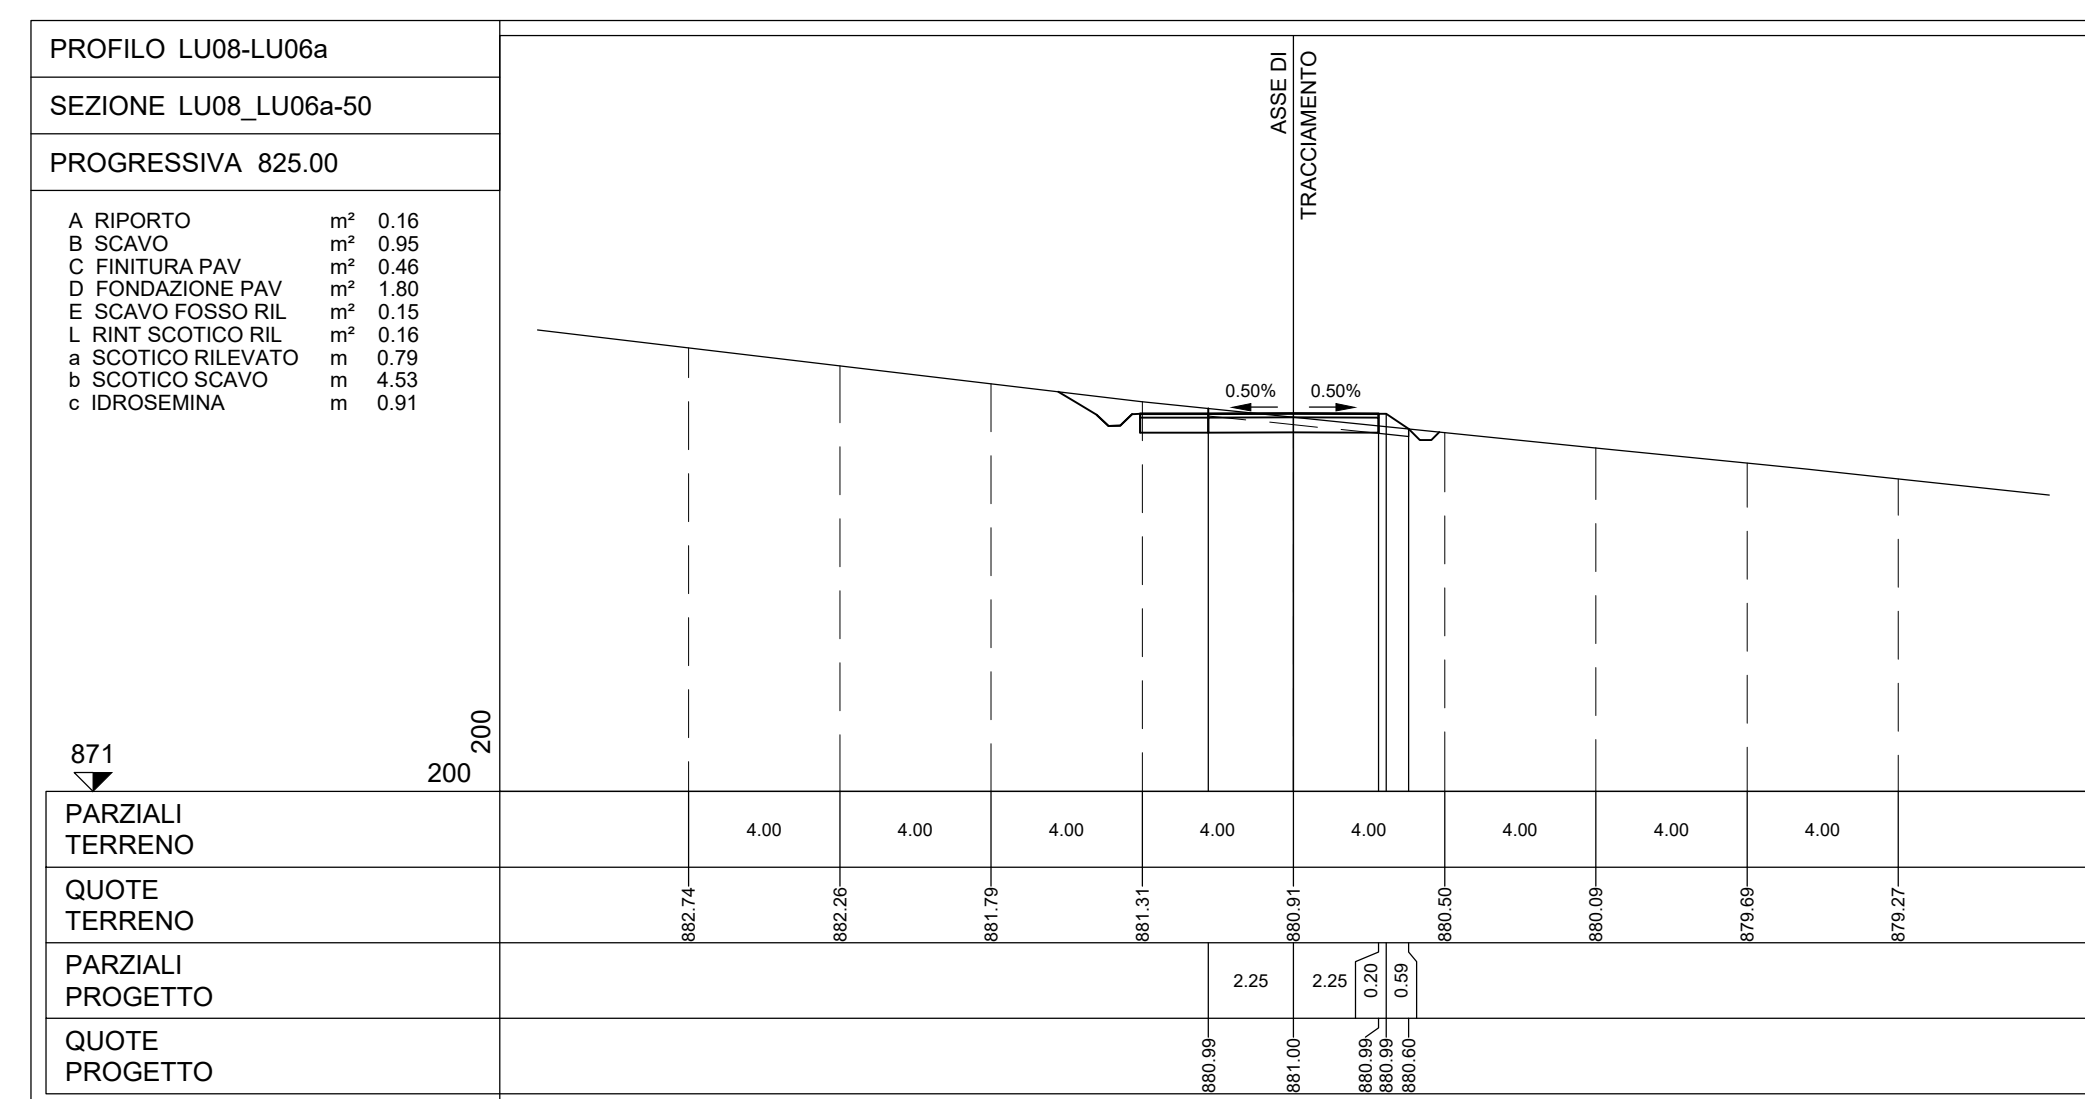 PROFILO LU08-LU06a
SEZIONE LU08_LU06a-50
PROGRESSIVA 825.00
A RIPORTO m² 0.16
B SCAVO m² 0.95
C FINITURA PAV m² 0.46
D FONDAZIONE PAV m² 1.80
E SCAVO FOSSO RIL m² 0.15
L RINT SCOTICO RIL m² 0.16
a SCOTICO RILEVATO m 0.79
b SCOTICO SCAVO m 4.53
c IDROSEMINA m 0.91
ASSE DI
TRACCIAMENTO
0.50% 0.50%
871
200
200
PARZIALI
TERRENO
4.00 4.00 4.00 4.00 4.00 4.00 4.00 4.00
QUOTE
TERRENO
882.74 882.26 881.79 881.31 880.91 880.50 880.09 879.69 879.27
PARZIALI
PROGETTO
2.25 2.25 0.20 0.59
QUOTE
PROGETTO
880.99 881.00 880.99 880.99 880.60